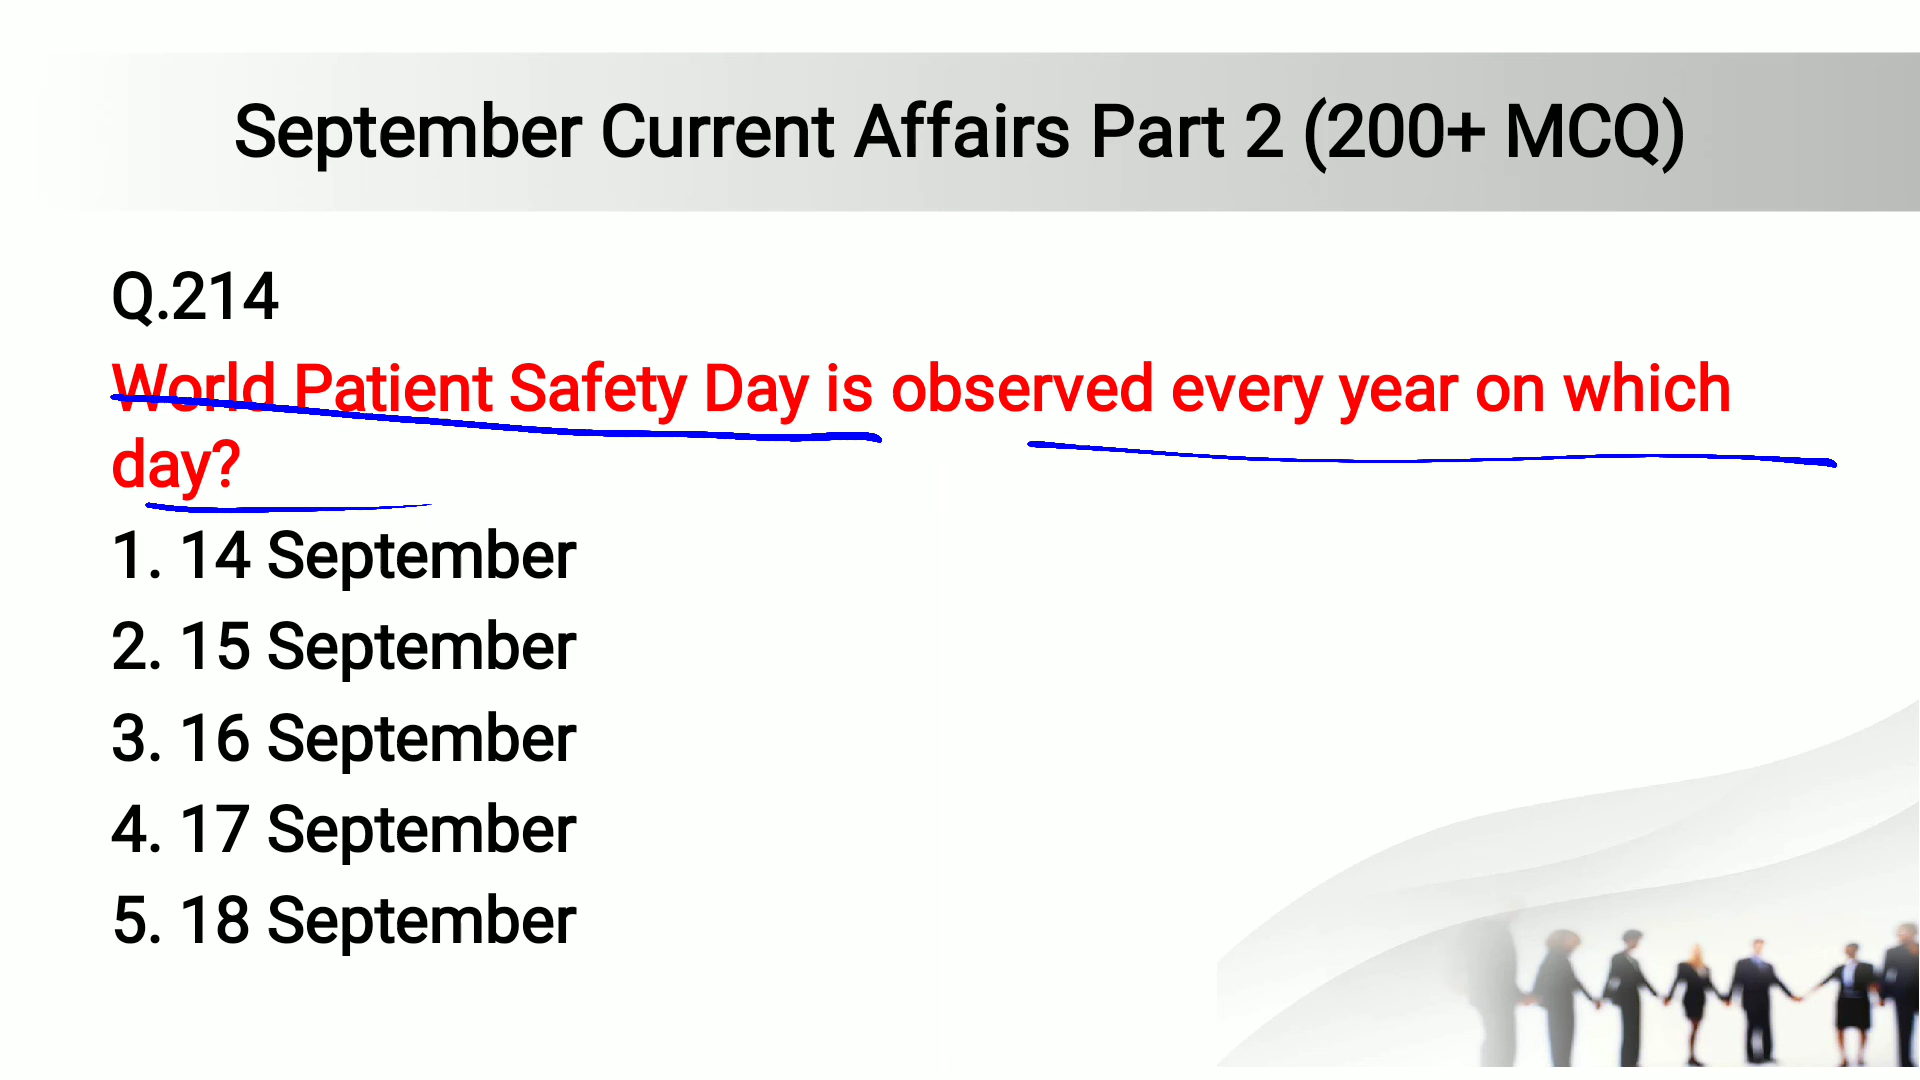 September Current Affairs Part 2 (200+ MCQ)
Q.214
World Patient Safety Day is observed every year on which
day?
1. 14 September
2. 15 September
3. 16 September
4. 17 September
5. 18 September